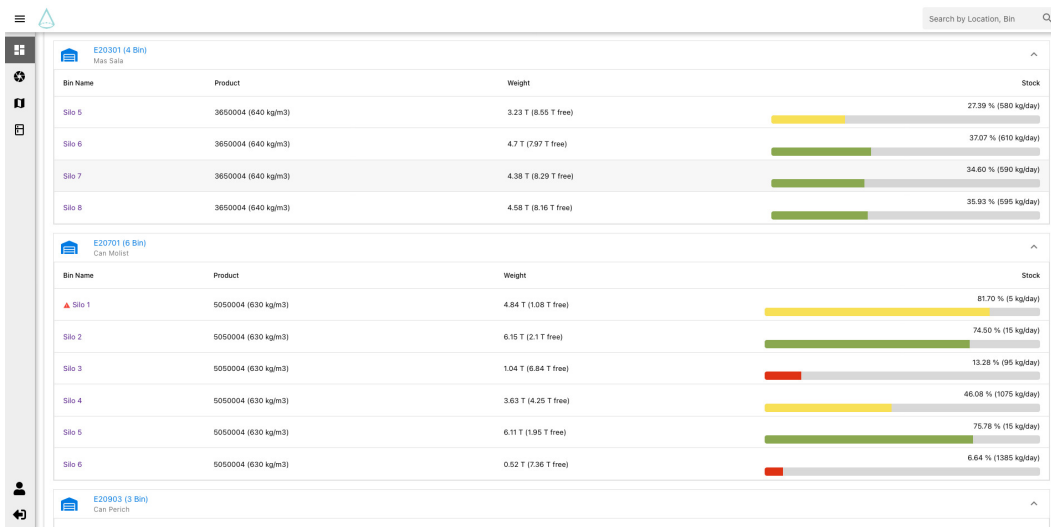 Search by Location, Bin
E20301 (4 Bin)
Mas Saia
Bin Name Product Weight Stock
Silo 5 3650004 (640 kg/m3) 3.23 T (8.55 T free) 27.39 % (580 kg/day)
Silo 6 3650004 (640 kg/m3) 4.7 T (7.97 T free) 37.07 % (610 kg/day)
Silo 7 3650004 (640 kg/m3) 4.38 T (8.29 T free) 34.60 % (590 kg/day)
Silo 8 3650004 (640 kg/m3) 4.58 T (8.16 T free) 35.93 % (595 kg/day)
E20701 (6 Bin)
Can Molist
Bin Name Product Weight Stock
Silo 1 5050004 (630 kg/m3) 4.84 T (1.08 T free) 81.70 % (5 kg/day)
Silo 2 5050004 (630 kg/m3) 6.15 T (2.1 T free) 74.50 % (15 kg/day)
Silo 3 5050004 (630 kg/m3) 1.04 T (6.84 T free) 13.28 % (95 kg/day)
Silo 4 5050004 (630 kg/m3) 3.63 T (4.25 T free) 46.08 % (1075 kg/day)
Silo 5 5050004 (630 kg/m3) 6.11 T (1.95 T free) 75.78 % (15 kg/day)
Silo 6 5050004 (630 kg/m3) 0.52 T (7.36 T free) 6.64 % (1385 kg/day)
E20903 (3 Bin)
Can Perich